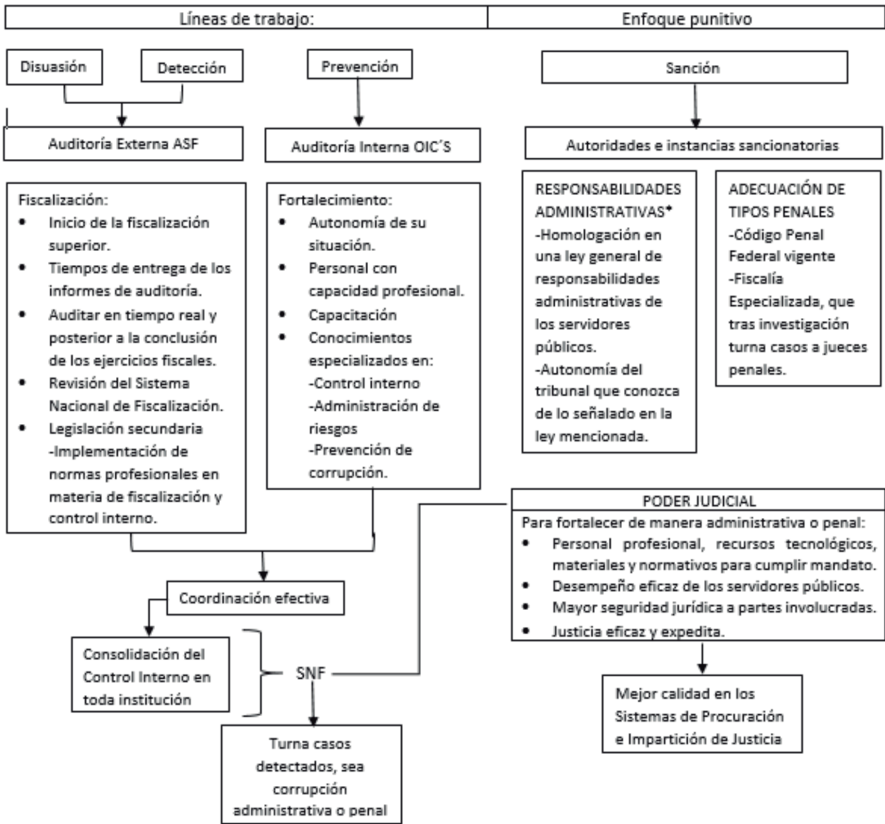 Líneas de trabajo:
Enfoque punitivo
Disuasión
Detección
Prevención
Sanción
Auditoría Externa ASF
Auditoría Interna OIC´S
Autoridades e instancias sancionatorias
Fiscalización:
• Inicio de la fiscalización
superior.
• Tiempos de entrega de los
informes de auditoría.
• Auditar en tiempo real y
posterior a la conclusión
de los ejercicios fiscales.
• Revisión del Sistema
Nacional de Fiscalización.
• Legislación secundaria
-Implementación de
normas profesionales en
materia de fiscalización y
control interno.
Fortalecimiento:
• Autonomía de su
situación.
• Personal con
capacidad profesional.
• Capacitación
• Conocimientos
especializados en:
-Control interno
-Administración de
riesgos
-Prevención de
corrupción.
RESPONSABILIDADES
ADMINISTRATIVAS*
-Homologación en
una ley general de
responsabilidades
administrativas de
los servidores
públicos.
-Autonomía del
tribunal que conozca
de lo señalado en la
ley mencionada.
ADECUACIÓN DE
TIPOS PENALES
-Código Penal
Federal vigente
-Fiscalía
Especializada, que
tras investigación
turna casos a jueces
penales.
PODER JUDICIAL
Para fortalecer de manera administrativa o penal:
• Personal profesional, recursos tecnológicos,
materiales y normativos para cumplir mandato.
• Desempeño eficaz de los servidores públicos.
• Mayor seguridad jurídica a partes involucradas.
• Justicia eficaz y expedita.
Coordinación efectiva
Consolidación del
Control Interno en
toda institución
SNF
Turna casos
detectados, sea
corrupción
administrativa o penal
Mejor calidad en los
Sistemas de Procuración
e Impartición de Justicia